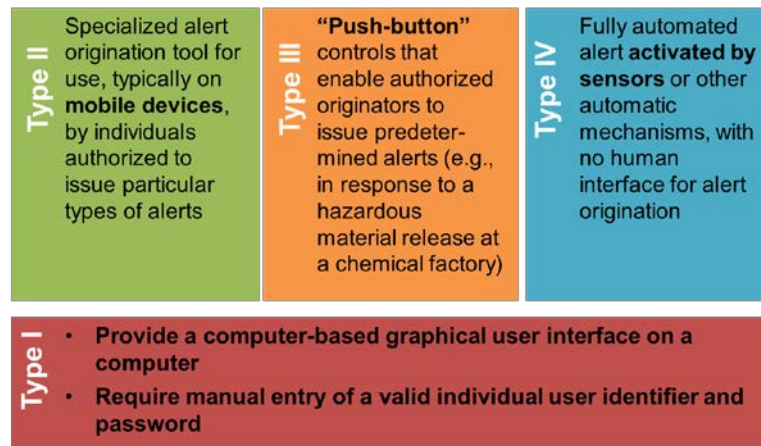 Type II
Specialized alert
origination tool for
use, typically on
mobile devices,
by individuals
authorized to
issue particular
types of alerts
Type III
“Push-button”
controls that
enable authorized
originators to
issue predeter-
mined alerts (e.g.,
in response to a
hazardous
material release at
a chemical factory)
Type IV
Fully automated
alert activated by
sensors or other
automatic
mechanisms, with
no human
interface for alert
origination
Type I
• Provide a computer-based graphical user interface on a
computer
• Require manual entry of a valid individual user identifier and
password